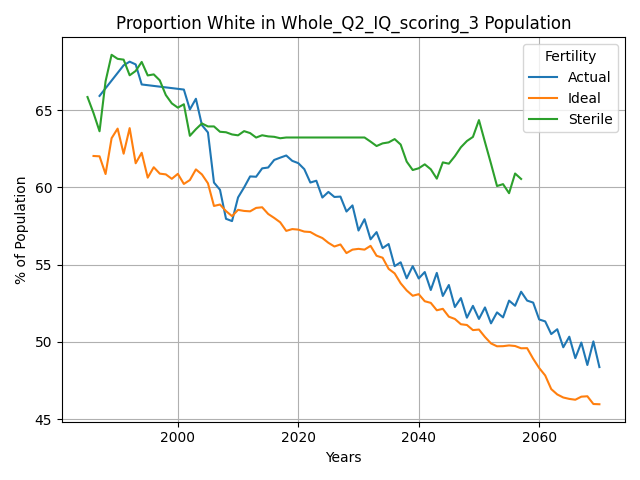 Proportion White in Whole_Q2_IQ_scoring_3 Population
Fertility
Actual
Ideal
Sterile
% of Population
65
60
55
50
45
2000
2020
2040
2060
Years